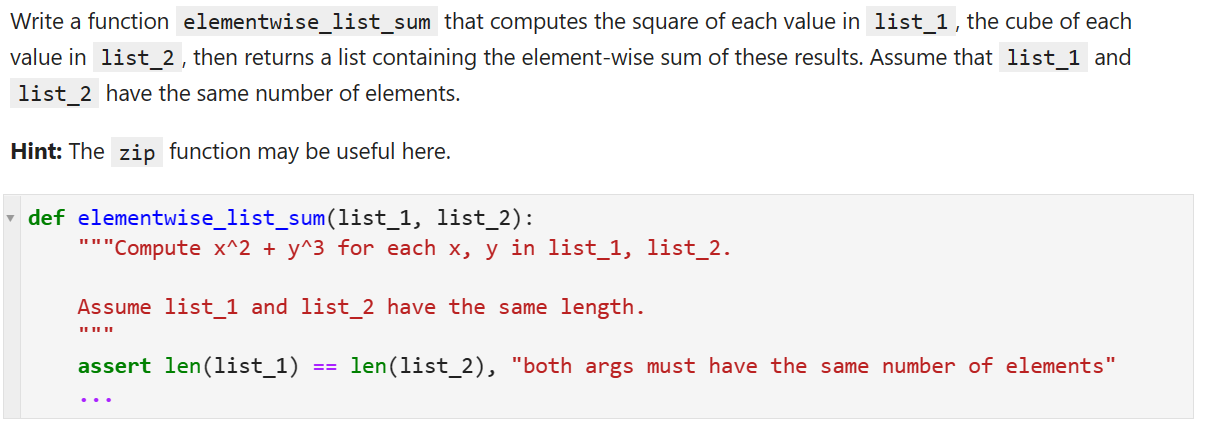 Write a function elementwise_list_sum that computes the square of each value in list_1, the cube of each
value in list_2, then returns a list containing the element-wise sum of these results. Assume that list_1 and
list_2 have the same number of elements.
Hint: The zip function may be useful here.
def elementwise_list_sum(list_1, list_2):
    """Compute x^2 + y^3 for each x, y in list_1, list_2.
    Assume list_1 and list_2 have the same length.
    """
    assert len(list_1) == len(list_2), "both args must have the same number of elements"
    ...